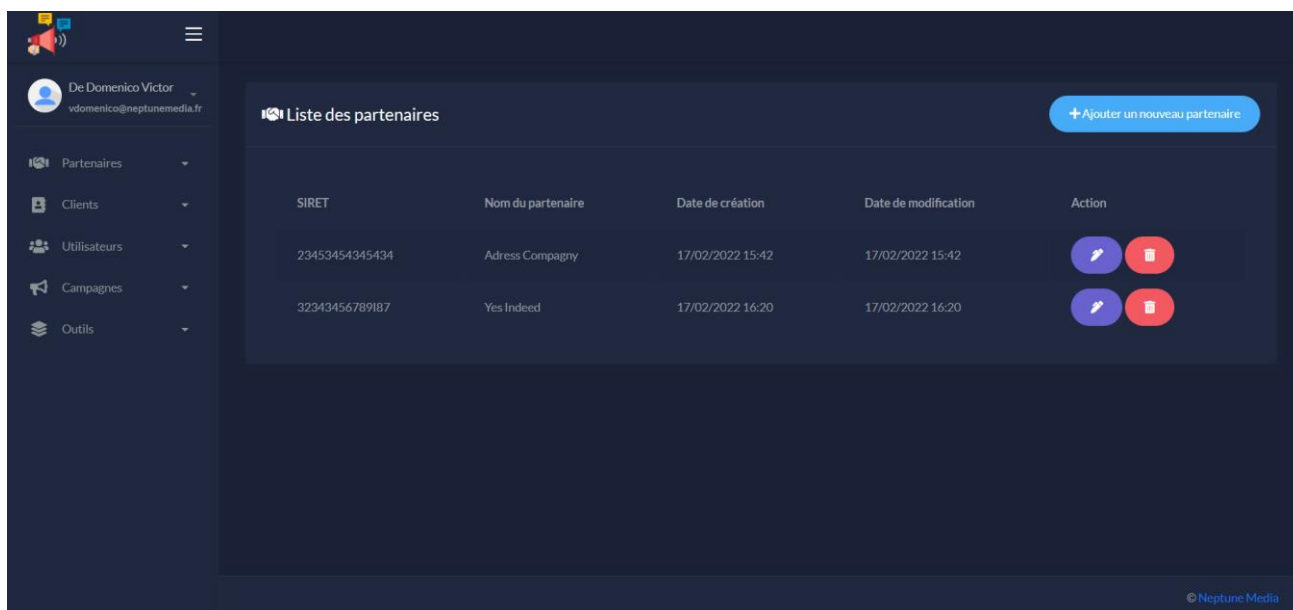 De Domenico Victor
vdomenico@neptunemedia.fr
Partenaires
Clients
Utilisateurs
Campagnes
Outils
Liste des partenaires
+ Ajouter un nouveau partenaire
SIRET Nom du partenaire Date de création Date de modification Action
23453454345434 Adress Compagny 17/02/2022 15:42 17/02/2022 15:42
32343456789I87 Yes Indeed 17/02/2022 16:20 17/02/2022 16:20
© Neptune Media